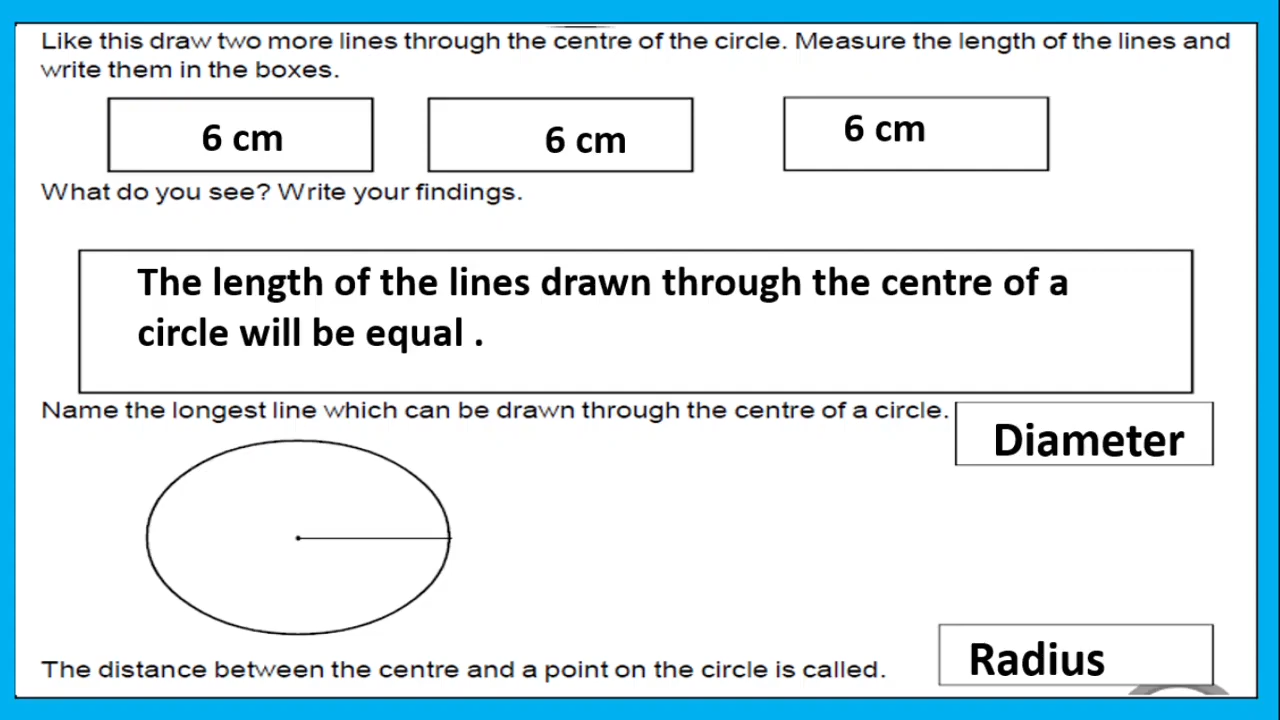 Like this draw two more lines through the centre of the circle. Measure the length of the lines and
write them in the boxes.
6 cm
6 cm
6 cm
What do you see? Write your findings.
The length of the lines drawn through the centre of a
circle will be equal .
Name the longest line which can be drawn through the centre of a circle.
Diameter
The distance between the centre and a point on the circle is called.
Radius